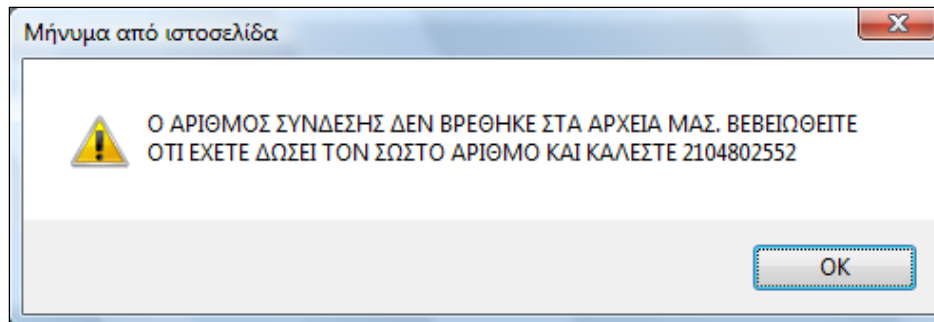 Μήνυμα από ιστοσελίδα
Ο ΑΡΙΘΜΟΣ ΣΥΝΔΕΣΗΣ ΔΕΝ ΒΡΕΘΗΚΕ ΣΤΑ ΑΡΧΕΙΑ ΜΑΣ. ΒΕΒΕΙΩΘΕΙΤΕ
ΟΤΙ ΕΧΕΤΕ ΔΩΣΕΙ ΤΟΝ ΣΩΣΤΟ ΑΡΙΘΜΟ ΚΑΙ ΚΑΛΕΣΤΕ 2104802552
OK